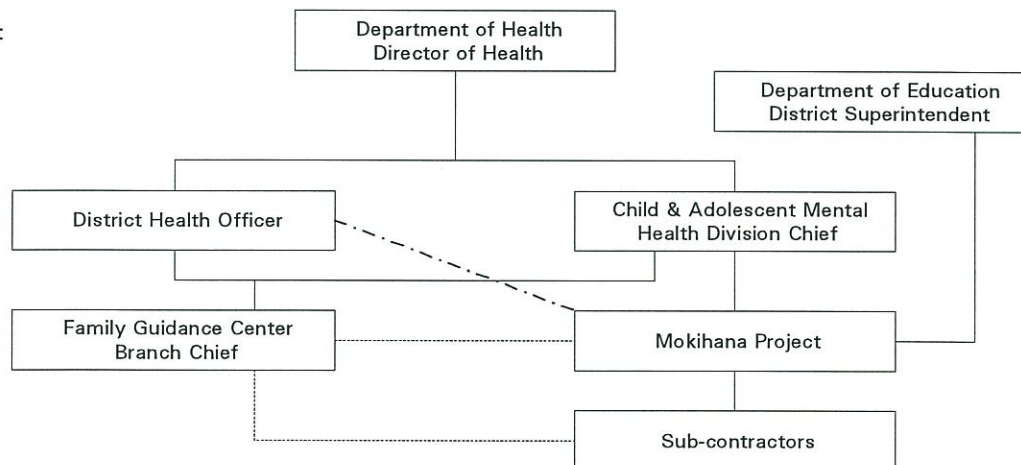 Department of Health
Director of Health
Department of Education
District Superintendent
District Health Officer
Child & Adolescent Mental
Health Division Chief
Family Guidance Center
Branch Chief
Mokihana Project
Sub-contractors